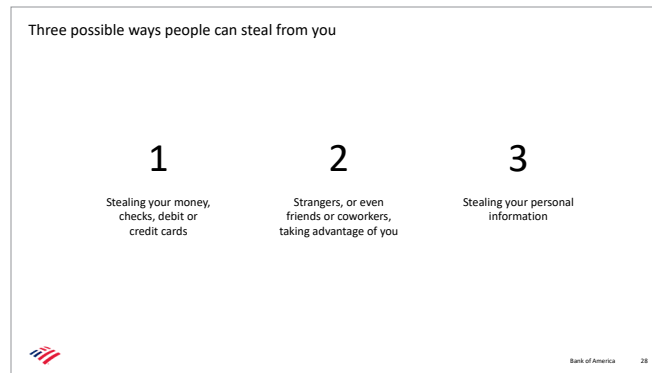 Three possible ways people can steal from you
1
Stealing your money,
checks, debit or
credit cards
2
Strangers, or even
friends or coworkers,
taking advantage of you
3
Stealing your personal
information
Bank of America 28